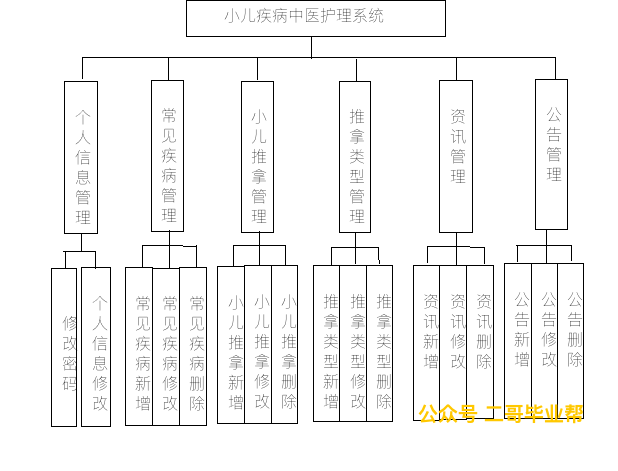 小儿疾病中医护理系统
个人信息管理
常见疾病管理
小儿推拿管理
推拿类型管理
资讯管理
公告管理
修改密码
个人信息修改
常见疾病新增
常见疾病修改
常见疾病删除
小儿推拿新增
小儿推拿修改
小儿推拿删除
推拿类型新增
推拿类型修改
推拿类型删除
资讯新增
资讯修改
资讯删除
公告新增
公告修改
公告删除
公众号 二哥毕业帮